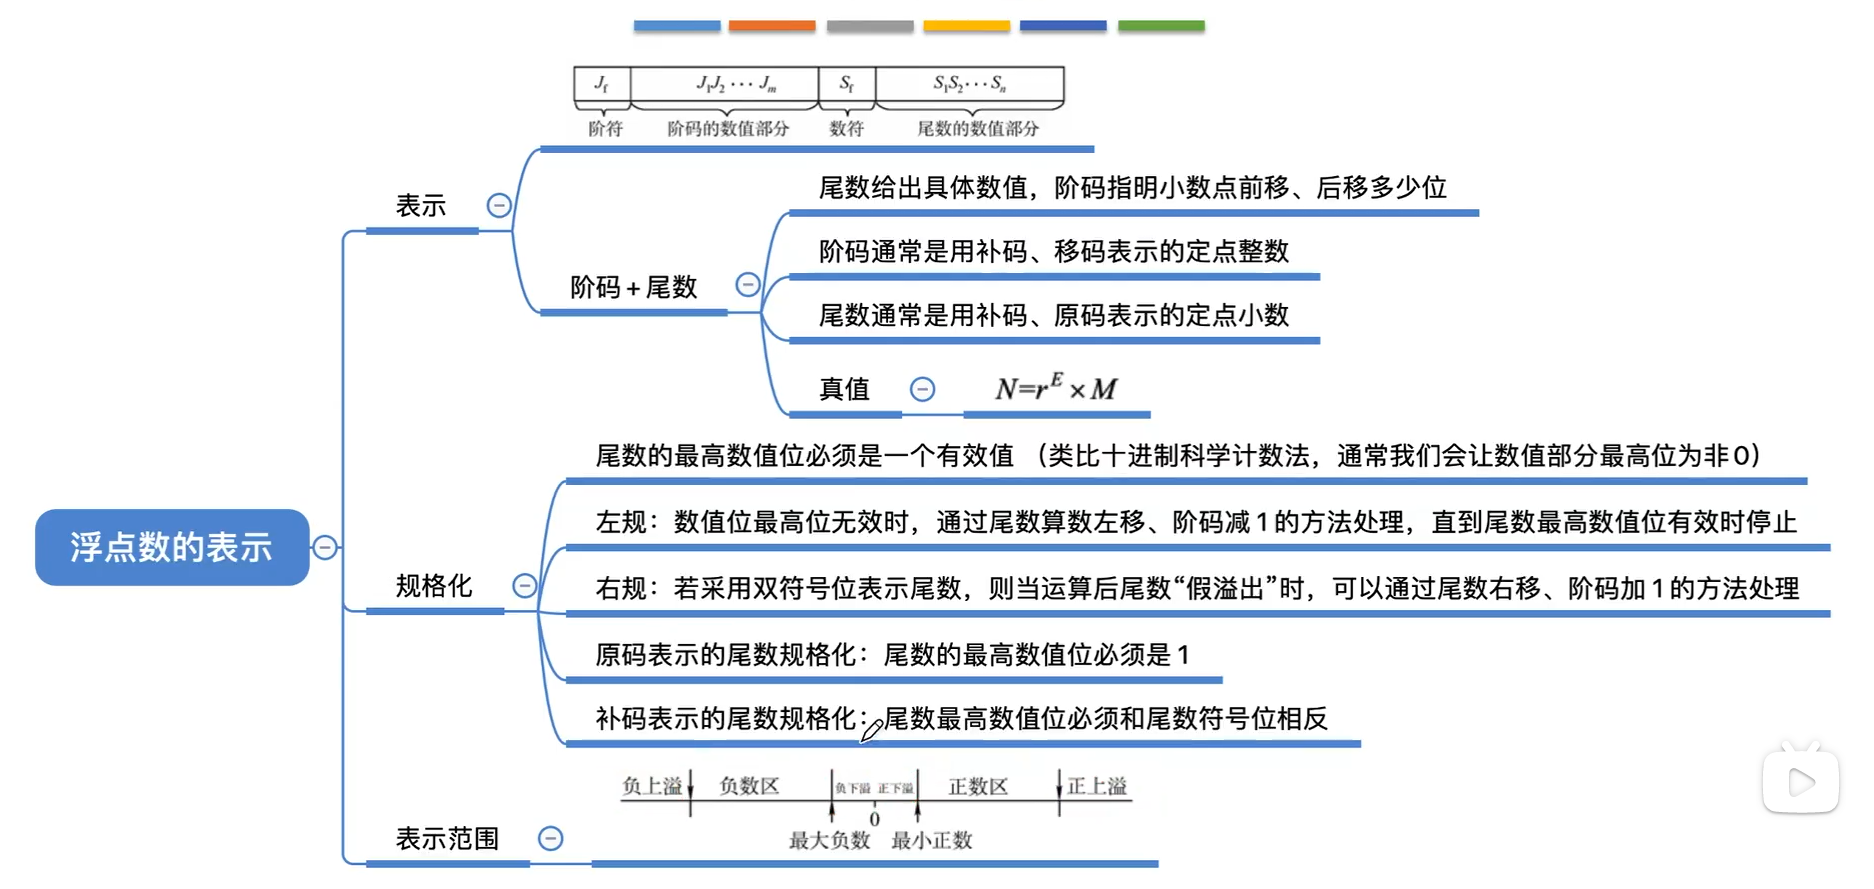 J_f J_1J_2 ··· J_m S_f S_1S_2 ··· S_n
阶符 阶码的数值部分 数符 尾数的数值部分
表示
阶码 + 尾数
尾数给出具体数值，阶码指明小数点前移、后移多少位
阶码通常是用补码、移码表示的定点整数
尾数通常是用补码、原码表示的定点小数
真值
N=r^E × M
浮点数的表示
规格化
尾数的最高数值位必须是一个有效值 （类比十进制科学计数法，通常我们会让数值部分最高位为非0）
左规：数值位最高位无效时，通过尾数算数左移、阶码减1的方法处理，直到尾数最高数值位有效时停止
右规：若采用双符号位表示尾数，则当运算后尾数“假溢出”时，可以通过尾数右移、阶码加1的方法处理
原码表示的尾数规格化：尾数的最高数值位必须是1
补码表示的尾数规格化：尾数最高数值位必须和尾数符号位相反
表示范围
负上溢 负数区 负下溢 正下溢 正数区 正上溢
0
最大负数 最小正数